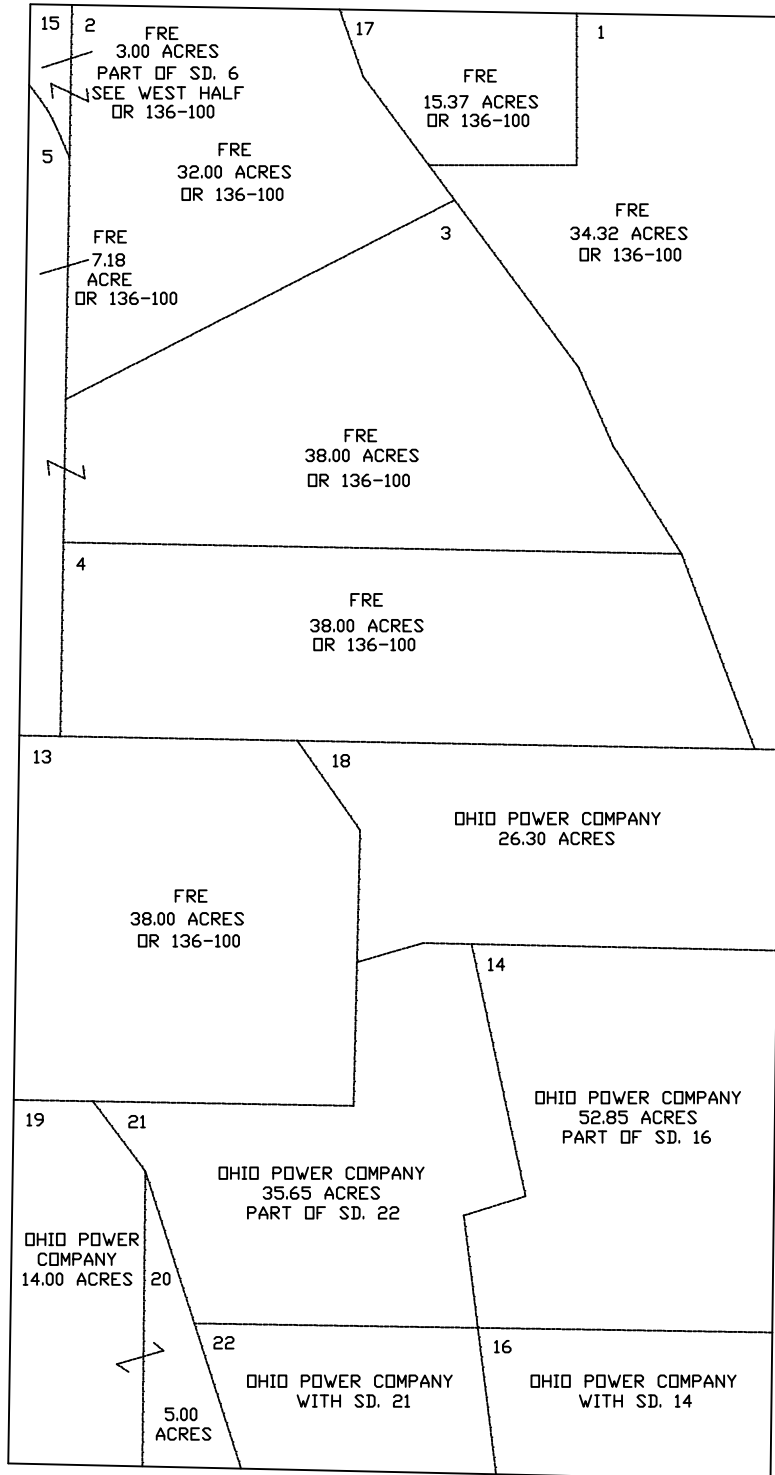 15
2
FRE
3.00 ACRES
PART OF SD. 6
SEE WEST HALF
OR 136-100
17
FRE
15.37 ACRES
OR 136-100
1
5
FRE
32.00 ACRES
OR 136-100
FRE
34.32 ACRES
OR 136-100
3
FRE
7.18
ACRE
OR 136-100
FRE
38.00 ACRES
OR 136-100
4
FRE
38.00 ACRES
OR 136-100
13
18
OHIO POWER COMPANY
26.30 ACRES
FRE
38.00 ACRES
OR 136-100
14
OHIO POWER COMPANY
52.85 ACRES
PART OF SD. 16
19
21
OHIO POWER COMPANY
35.65 ACRES
PART OF SD. 22
OHIO POWER
COMPANY
14.00 ACRES
20
22
OHIO POWER COMPANY
WITH SD. 21
16
OHIO POWER COMPANY
WITH SD. 14
5.00
ACRES